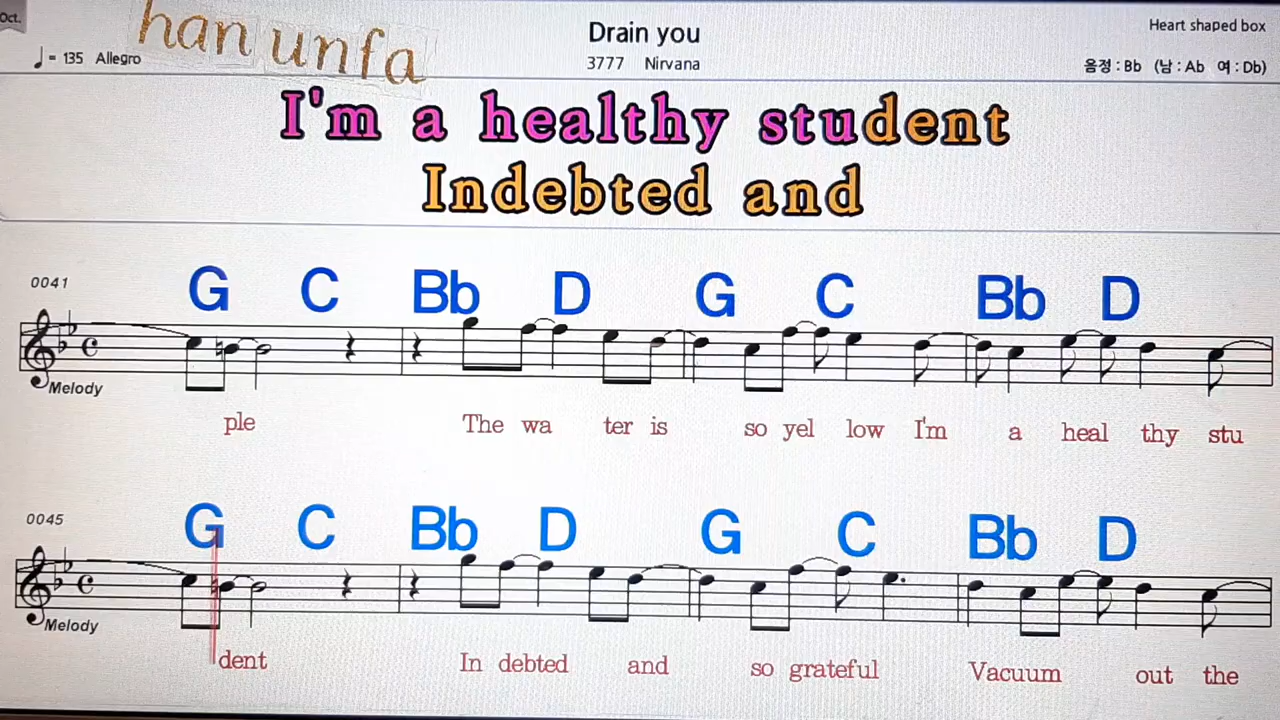 Oct.
han unfa
Drain you
Heart shaped box
♩ = 135 Allegro
3777 Nirvana
음정 : Bb (남 : Ab 여 : Db)
I'm a healthy student
Indebted and
0041
G C Bb D G C Bb D
Melody
ple The wa ter is so yel low I'm a heal thy stu
0045
G C Bb D G C Bb D
Melody
dent In debted and so grateful Vacuum out the